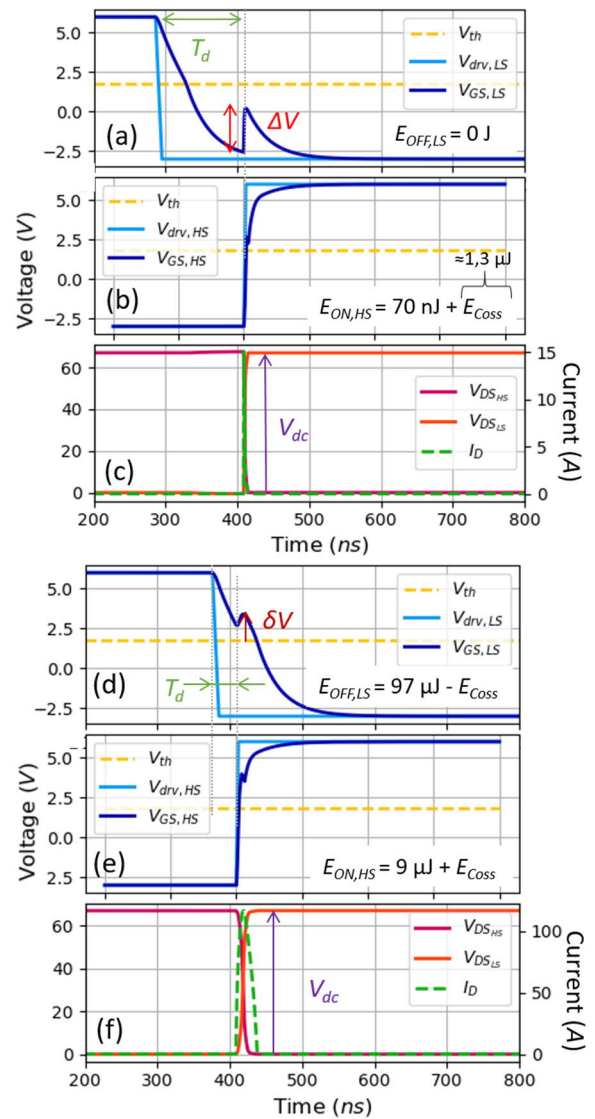 5.0
2.5
0.0
−2.5
T_d
V_th
V_drv,LS
V_GS,LS
ΔV
(a)
E_OFF,LS = 0 J
5.0
2.5
0.0
−2.5
V_th
V_drv,HS
V_GS,HS
≈1,3 µJ
(b)
E_ON,HS = 70 nJ + E_Coss
Voltage (V)
60
40
20
0
V_DS_HS
V_DS_LS
I_D
V_dc
(c)
15
10
5
0
Current (A)
200 300 400 500 600 700 800
Time (ns)
5.0
2.5
0.0
−2.5
V_th
V_drv,LS
V_GS,LS
δV
T_d
(d)
E_OFF,LS = 97 µJ - E_Coss
5.0
2.5
0.0
2.5
V_th
V_drv,HS
V_GS,HS
(e)
E_ON,HS = 9 µJ + E_Coss
Voltage (V)
60
40
20
0
V_DS_HS
V_DS_LS
I_D
V_dc
(f)
100
50
0
Current (A)
200 300 400 500 600 700 800
Time (ns)